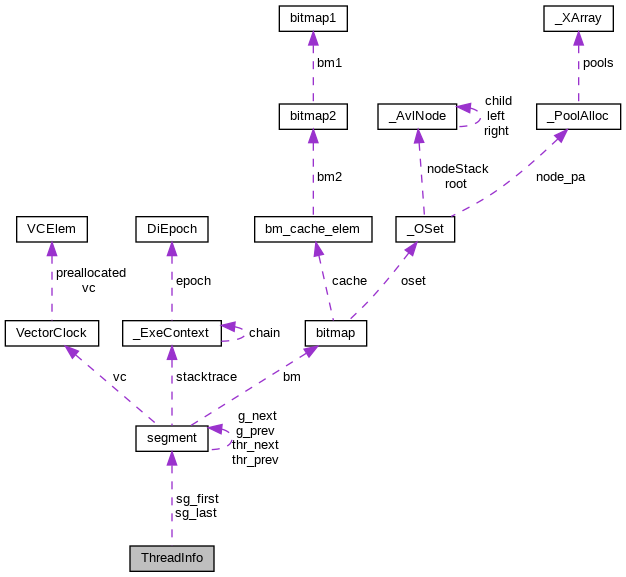 bitmap1
_XArray
bm1
pools
bitmap2
_AvlNode
child
left
right
_PoolAlloc
bm2
nodeStack
root
node_pa
VCElem
DiEpoch
bm_cache_elem
_OSet
preallocated
vc
epoch
cache
oset
VectorClock
_ExeContext
chain
bitmap
vc
stacktrace
bm
g_next
g_prev
thr_next
thr_prev
segment
sg_first
sg_last
ThreadInfo